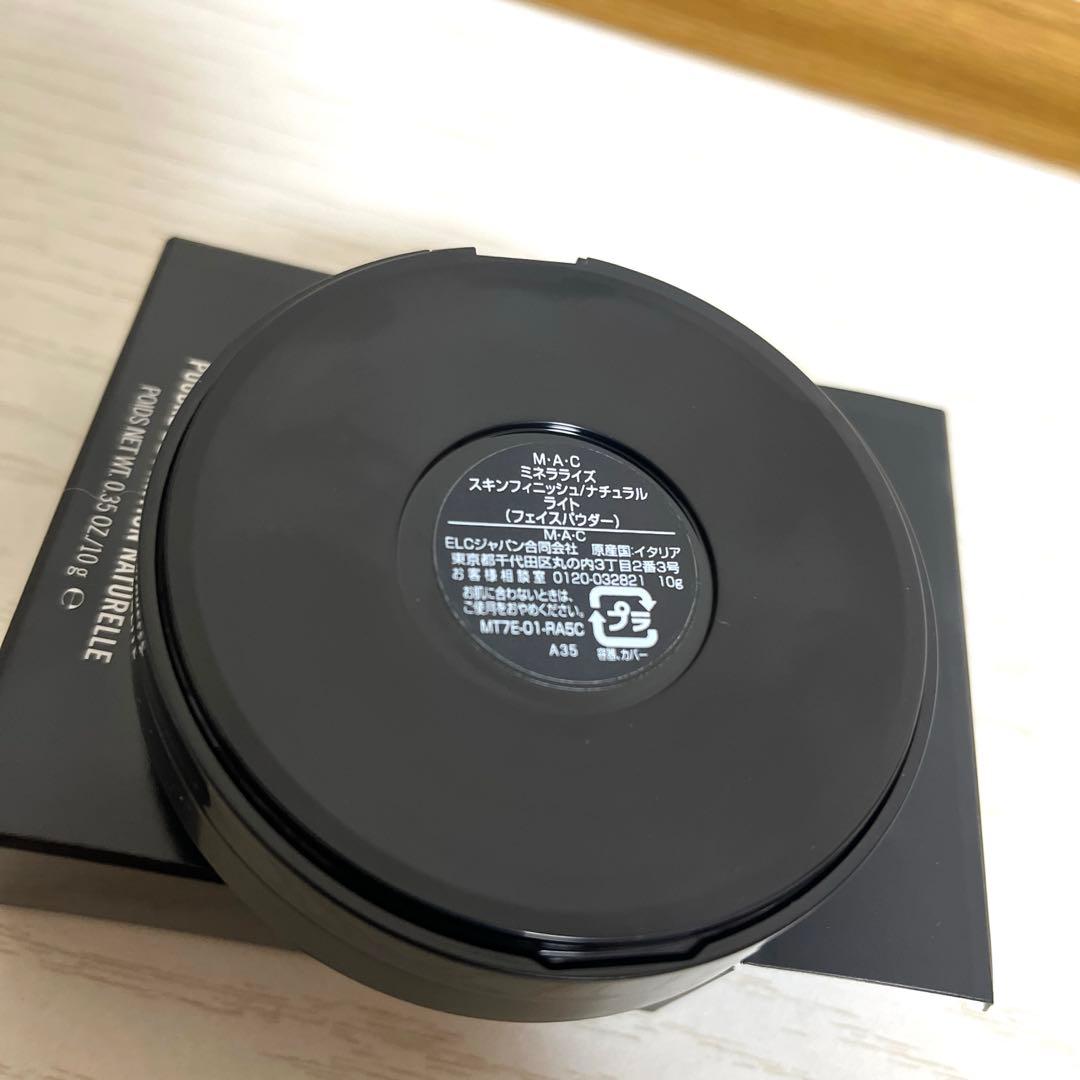 M·A·C
ミネラライズ
スキンフィニッシュ/ナチュラル
ライト
(フェイスパウダー)
M·A·C
ELCジャパン合同会社 原産国:イタリア
東京都千代田区丸の内3丁目2番3号
お客様相談室 0120-032821 10g
お肌に合わないときは、
ご使用をおやめください。
プラ
MT7E-01-RA5C
A35 容器、カバー
NATURELLE
POIDS NET WT. 0.35 OZ/10 g ℮